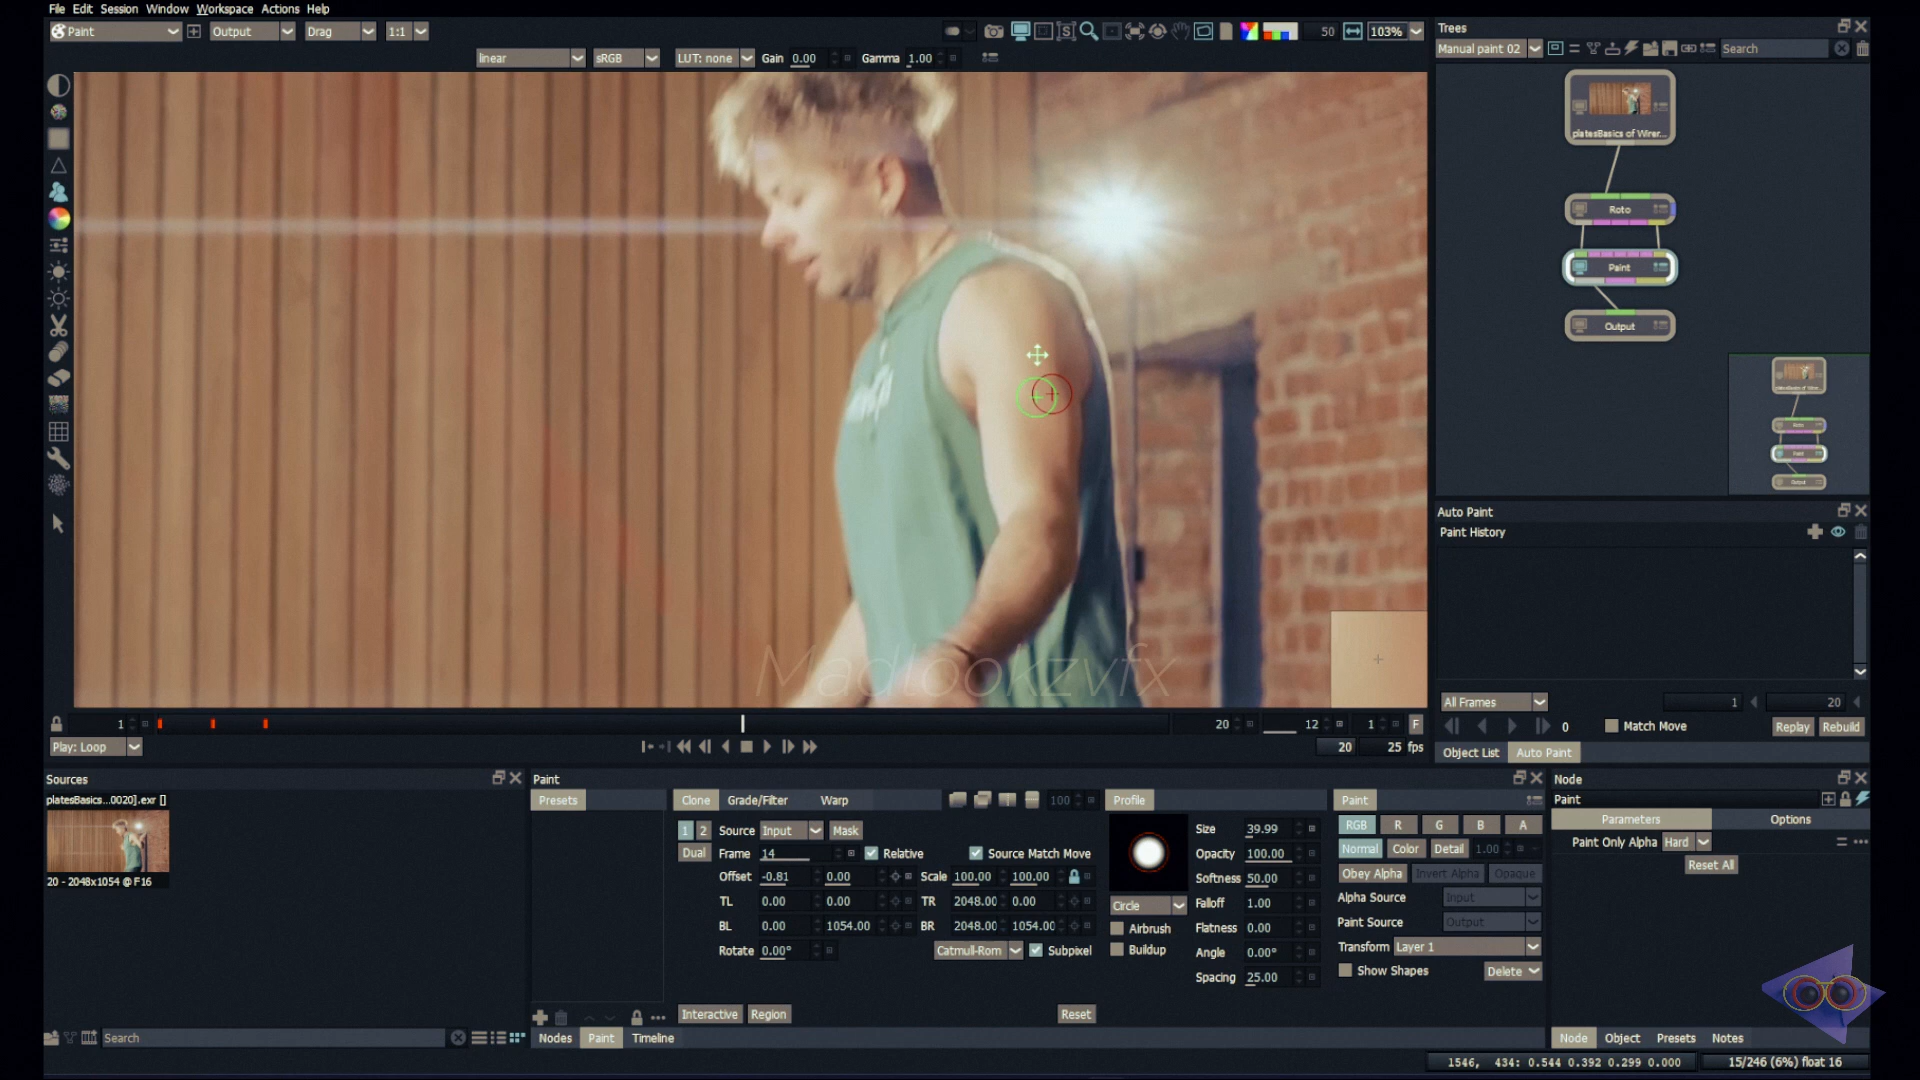 File Edit Session Window Workspace Actions Help
Paint Output Drag 1:1 50 103%
linear sRGB LUT: none Gain 0.00 Gamma 1.00
Trees
Manual paint 02 Search
platesBasics of Wirer...
Roto
Paint
Output
Madlookzvfx
Auto Paint
Paint History
All Frames 1 20
0 Match Move Replay Rebuild
Object List Auto Paint
1 20 12 1 F
Play: Loop 20 25 fps
Sources
platesBasics...0020].exr []
20 - 2048x1054 @ F16
Search
Paint
Presets
Clone Grade/Filter Warp 100
1 2 Source Input Mask
Dual Frame 14 Relative Source Match Move
Offset -0.81 0.00 Scale 100.00 100.00
TL 0.00 0.00 TR 2048.00 0.00
BL 0.00 1054.00 BR 2048.00 1054.00
Rotate 0.00° Catmull-Rom Subpixel
Interactive Region Reset
Nodes Paint Timeline
Profile
Circle
Airbrush
Buildup
Size 39.99
Opacity 100.00
Softness 50.00
Falloff 1.00
Flatness 0.00
Angle 0.00°
Spacing 25.00
Paint
RGB R G B A
Normal Color Detail 1.00
Obey Alpha Invert Alpha Opaque
Alpha Source Input
Paint Source Output
Transform Layer 1
Show Shapes Delete
Node
Paint
Parameters Options
Paint Only Alpha Hard
Reset All
Node Object Presets Notes
1546, 434: 0.544 0.392 0.299 0.000 15/246 (6%) float 16